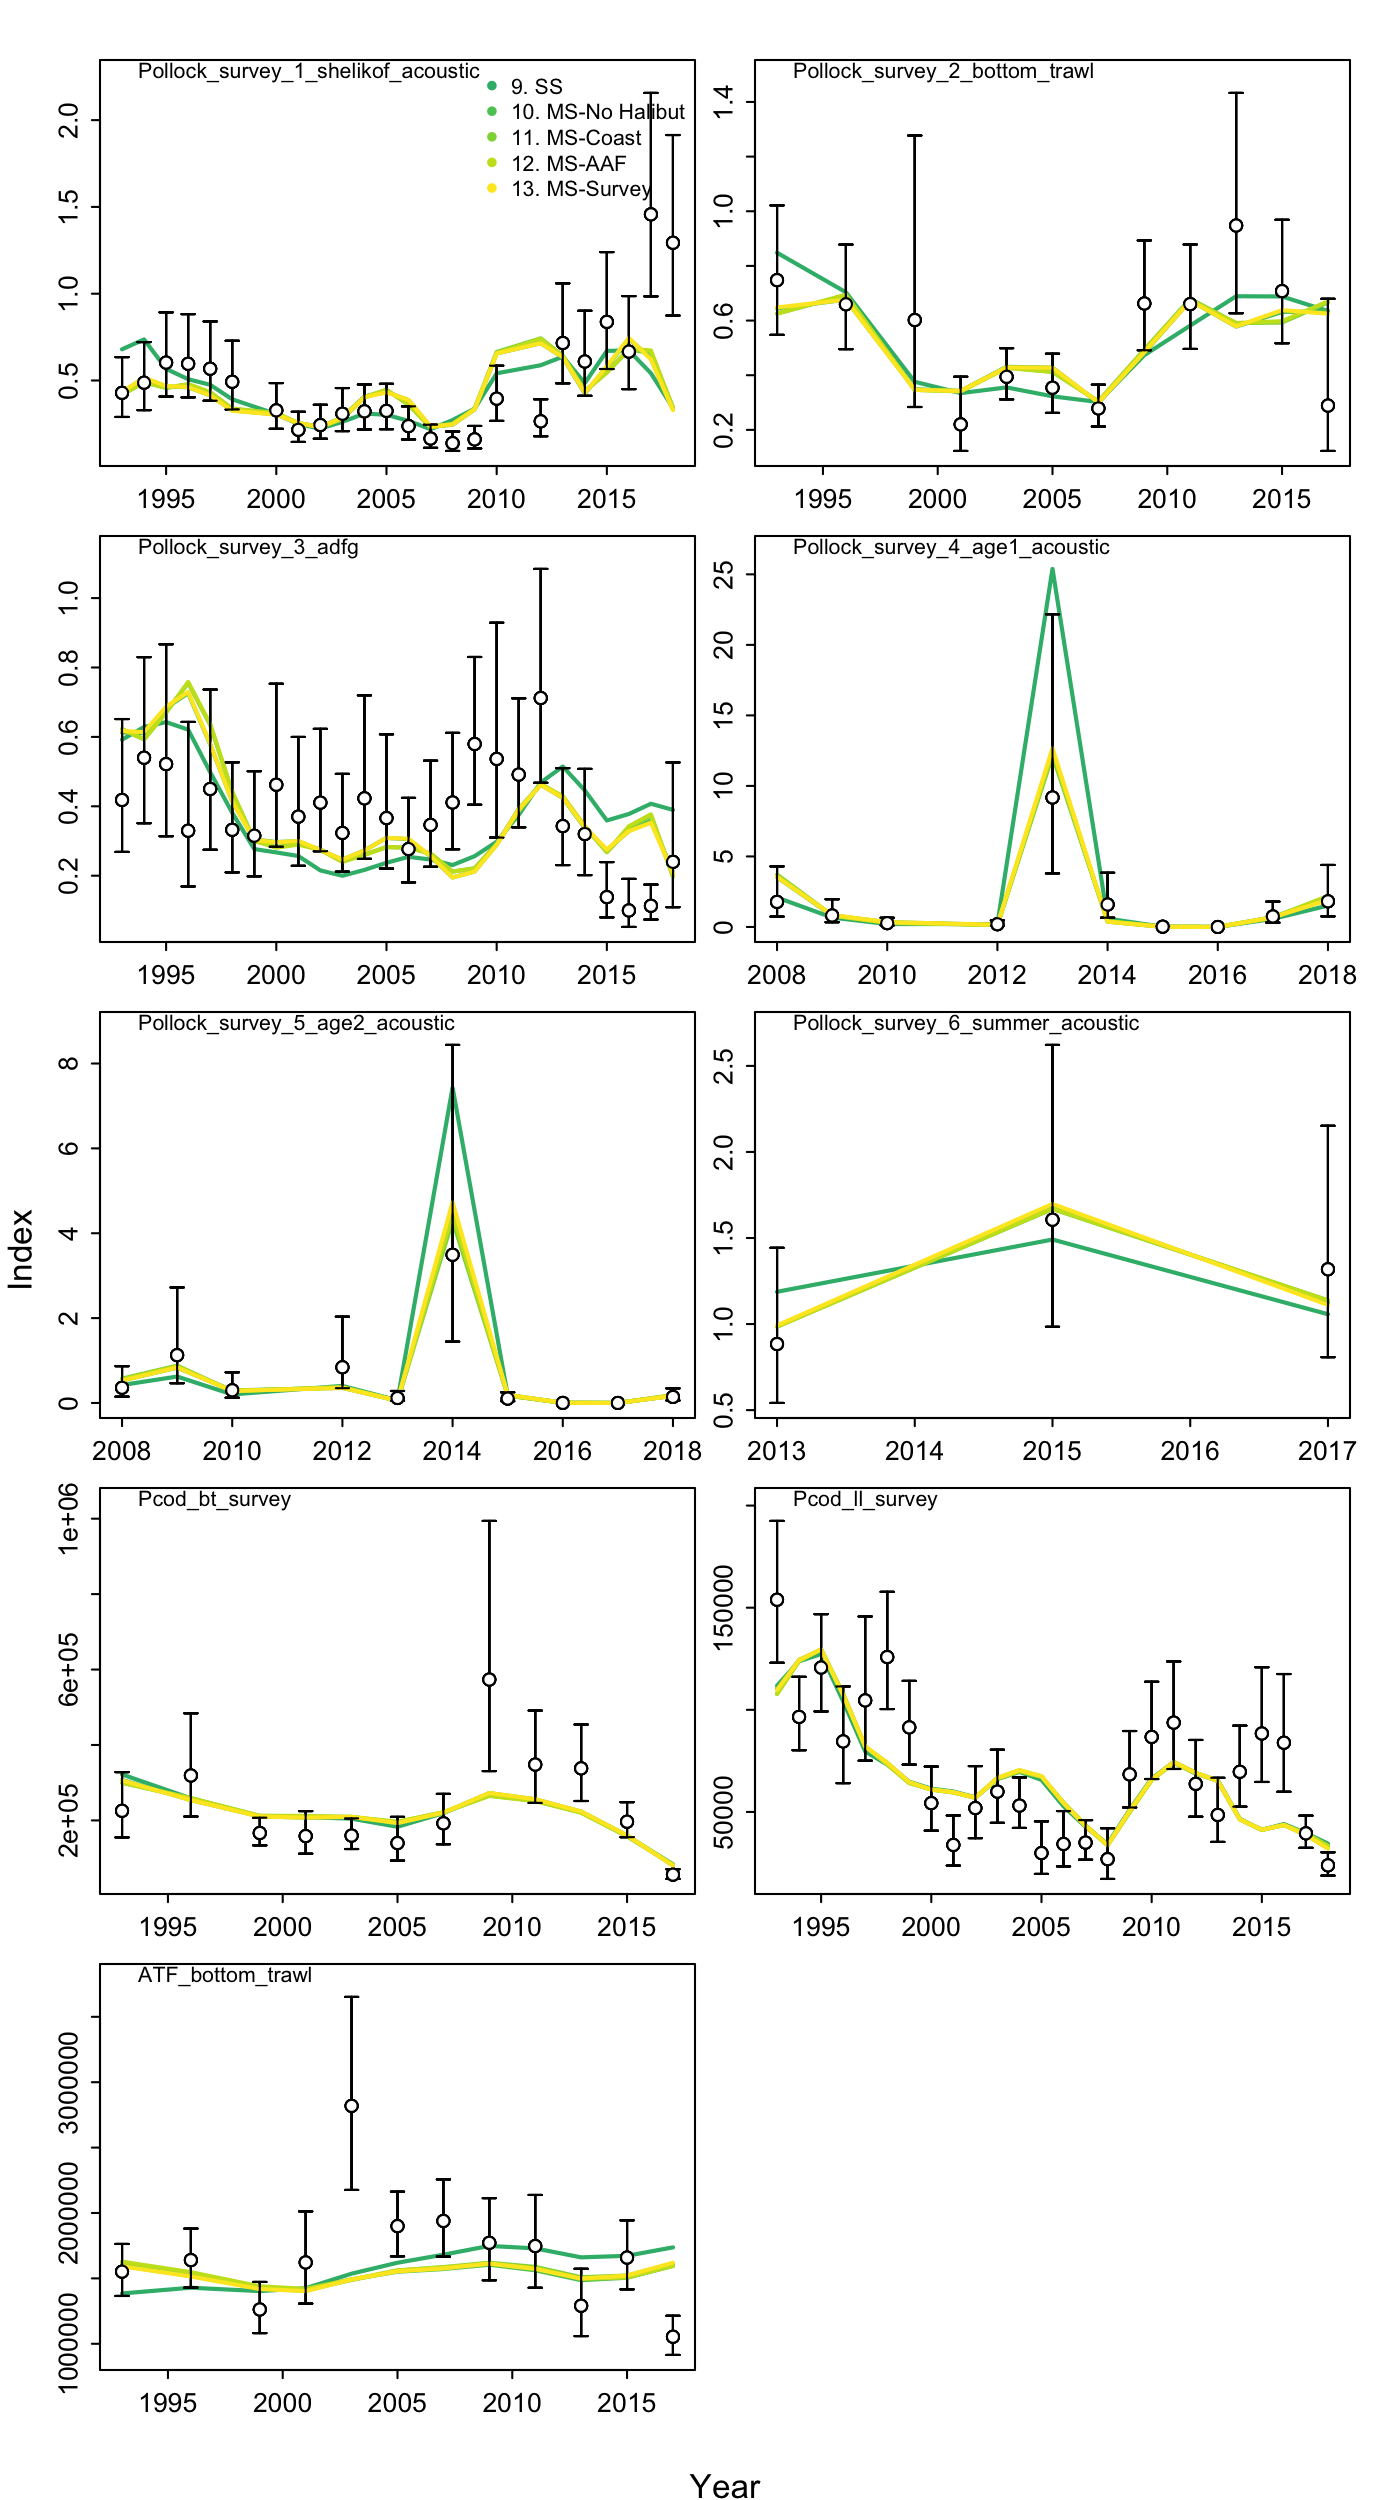 Pollock_survey_1_shelikof_acoustic
9. SS
10. MS-No Halibut
11. MS-Coast
12. MS-AAF
13. MS-Survey
0.5 1.0 1.5 2.0
1995 2000 2005 2010 2015
Pollock_survey_2_bottom_trawl
0.2 0.6 1.0 1.4
1995 2000 2005 2010 2015
Pollock_survey_3_adfg
0.2 0.4 0.6 0.8 1.0
1995 2000 2005 2010 2015
Pollock_survey_4_age1_acoustic
0 5 10 15 20 25
2008 2010 2012 2014 2016 2018
Pollock_survey_5_age2_acoustic
0 2 4 6 8
2008 2010 2012 2014 2016 2018
Pollock_survey_6_summer_acoustic
0.5 1.0 1.5 2.0 2.5
2013 2014 2015 2016 2017
Index
Pcod_bt_survey
2e+05 6e+05 1e+06
1995 2000 2005 2010 2015
Pcod_ll_survey
50000 150000
1995 2000 2005 2010 2015
ATF_bottom_trawl
1000000 2000000 3000000
1995 2000 2005 2010 2015
Year